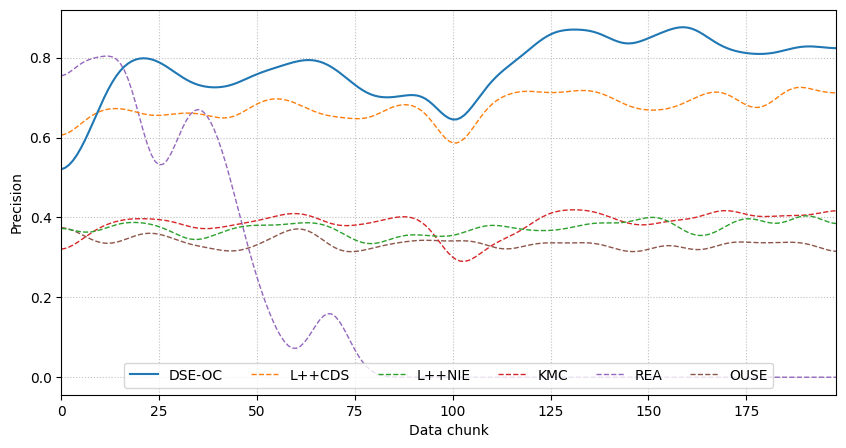 Precision
0.8
0.6
0.4
0.2
0.0
DSE-OC L++CDS L++NIE KMC REA OUSE
0 25 50 75 100 125 150 175
Data chunk